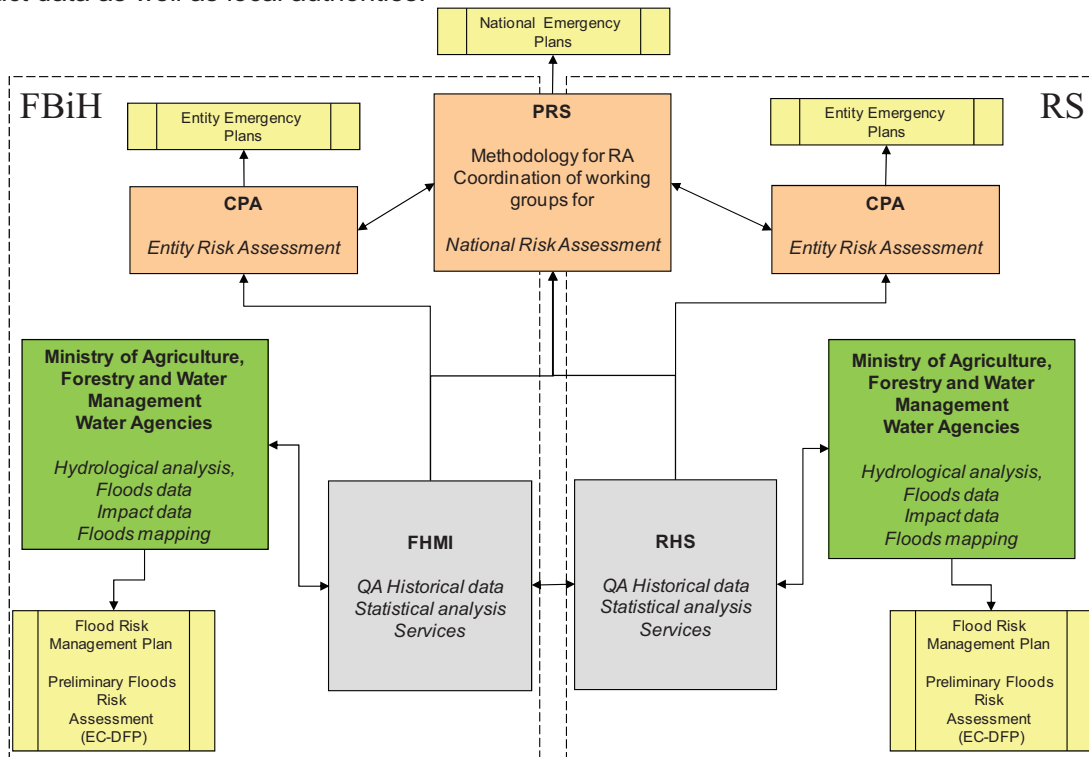 as well as local authorities.
National Emergency
Plans
FBiH
RS
Entity Emergency
Plans
PRS
Methodology for RA
Coordination of working
groups for
National Risk Assessment
Entity Emergency
Plans
CPA
Entity Risk Assessment
CPA
Entity Risk Assessment
Ministry of Agriculture,
Forestry and Water
Management
Water Agencies
Hydrological analysis,
Floods data
Impact data
Floods mapping
Ministry of Agriculture,
Forestry and Water
Management
Water Agencies
Hydrological analysis,
Floods data
Impact data
Floods mapping
FHMI
QA Historical data
Statistical analysis
Services
RHS
QA Historical data
Statistical analysis
Services
Flood Risk
Management Plan
Preliminary Floods
Risk
Assessment
(EC-DFP)
Flood Risk
Management Plan
Preliminary Floods
Risk
Assessment
(EC-DFP)